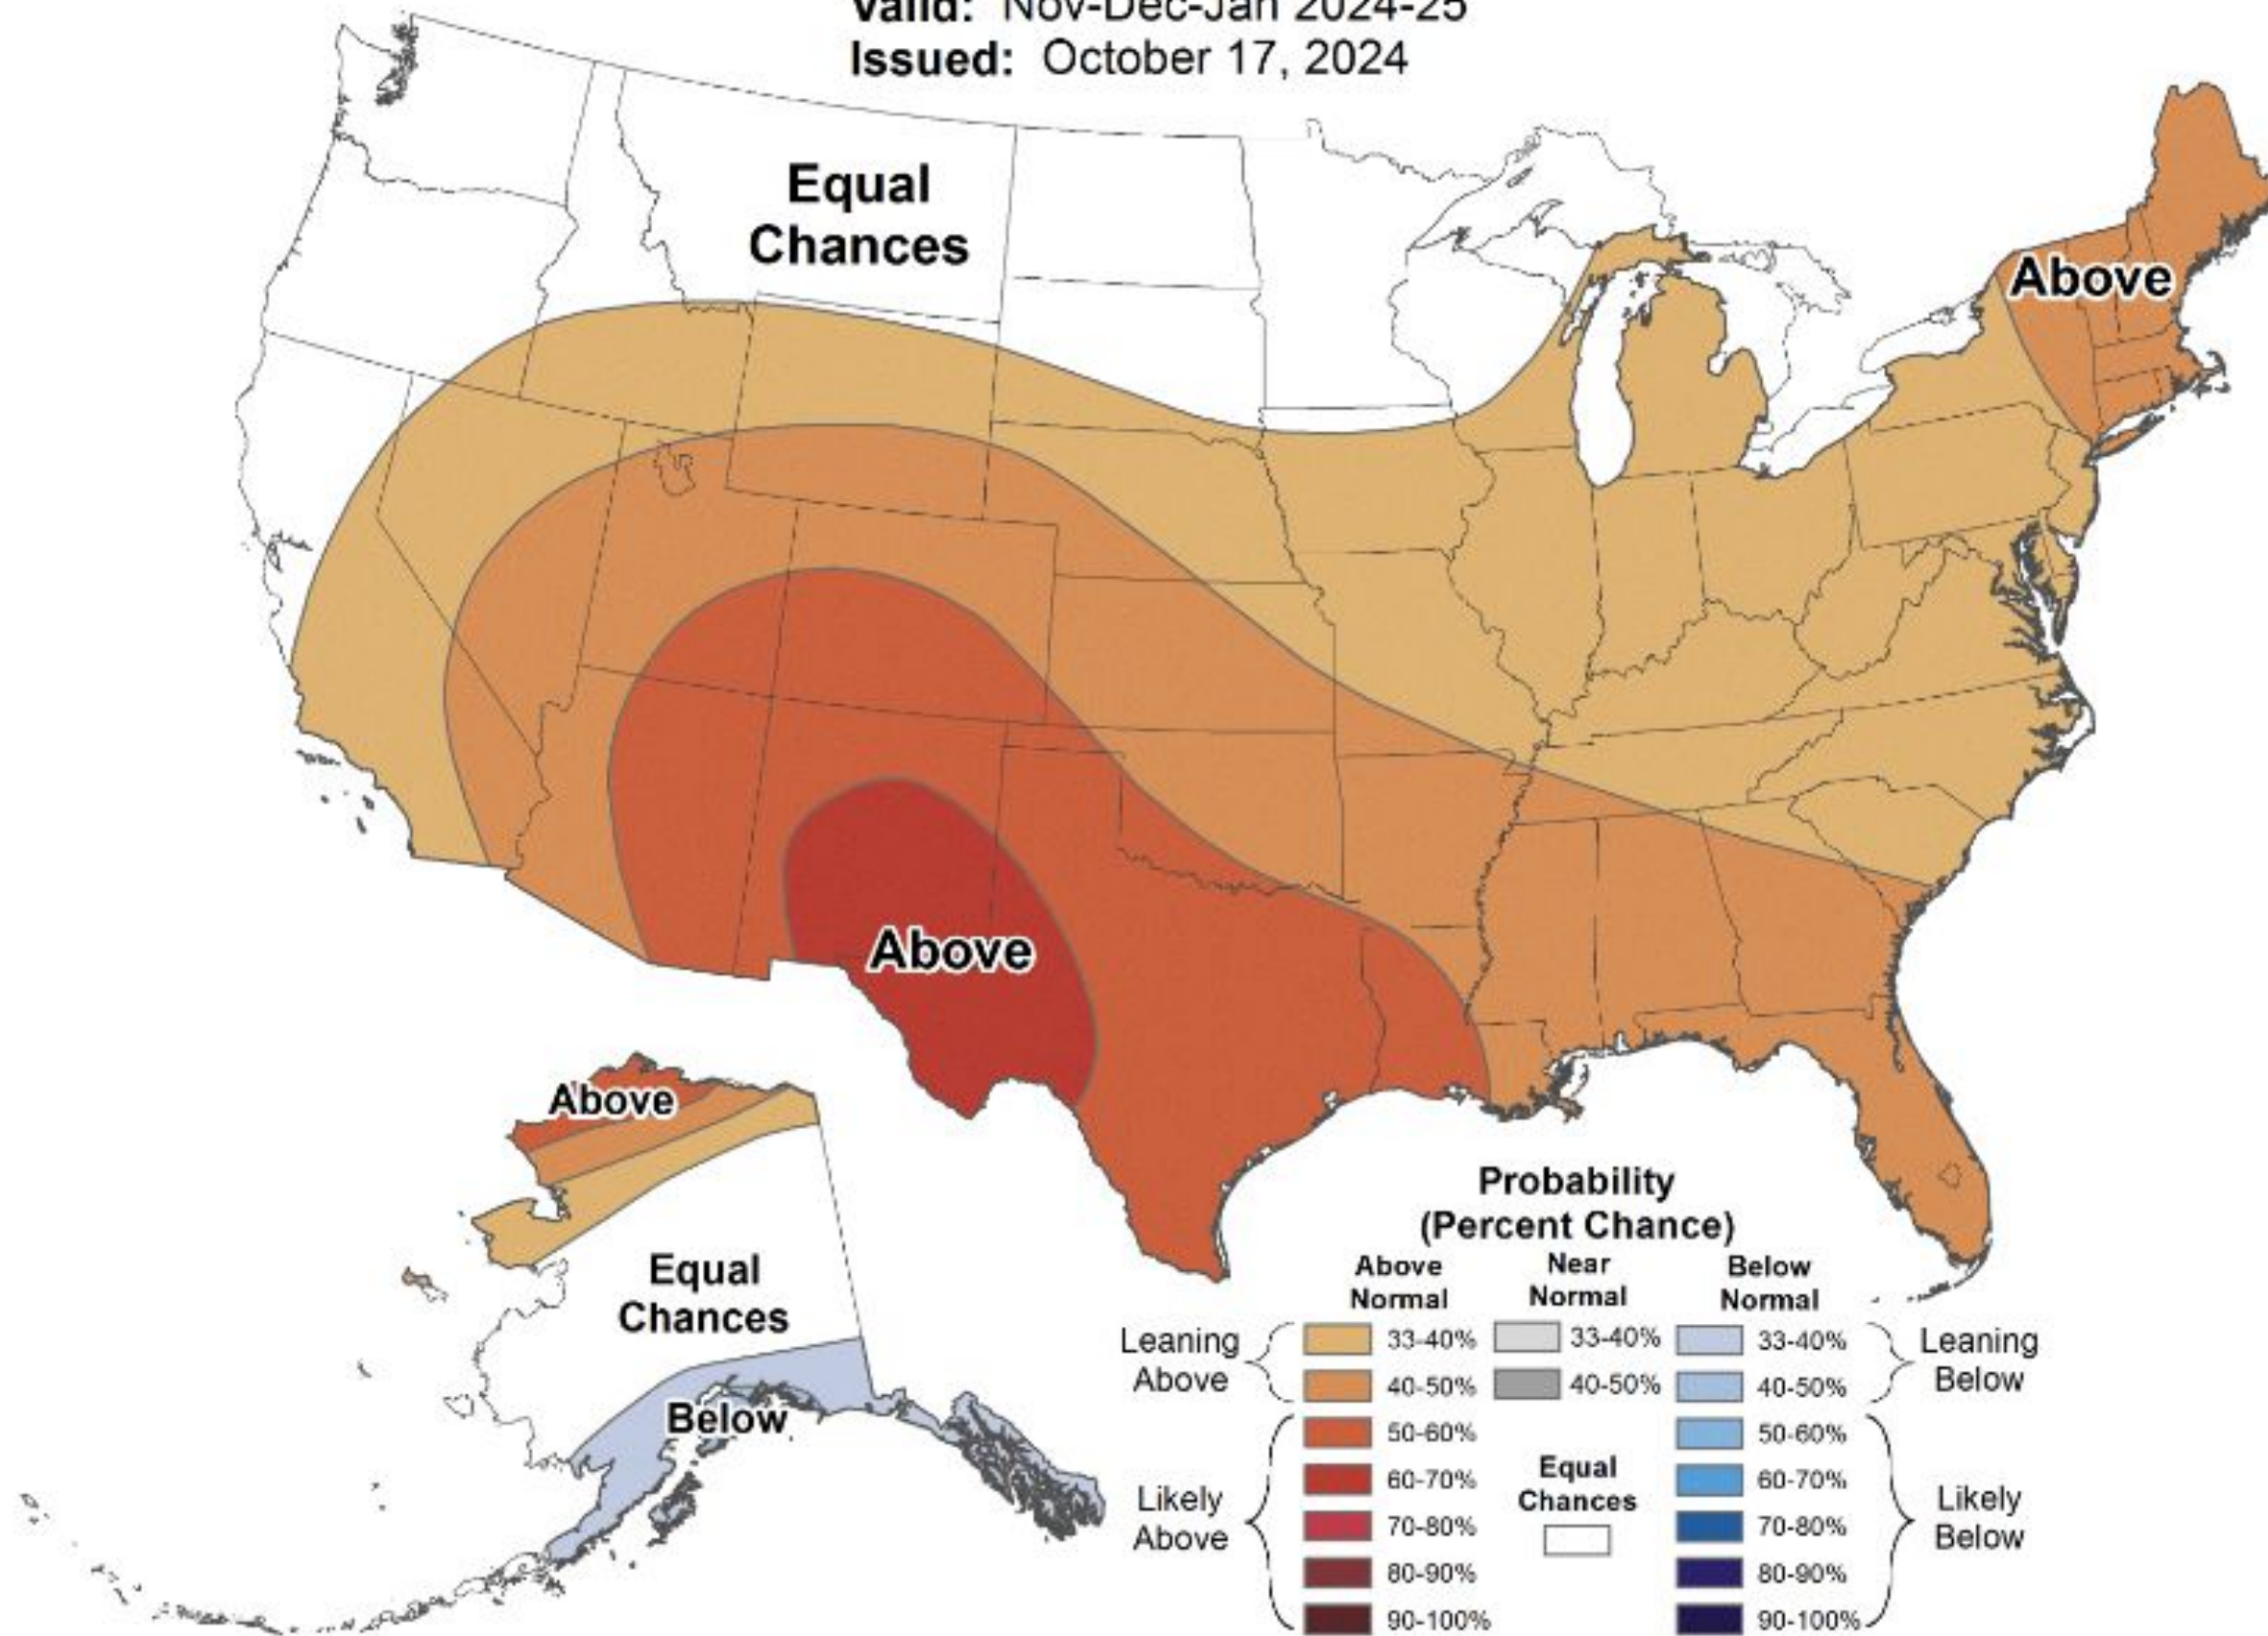 Valid: Nov-Dec-Jan 2024-25
Issued: October 17, 2024
Equal
Chances
Above
Above
Above
Equal
Chances
Below
Probability
(Percent Chance)
Above
Normal
Near
Normal
Below
Normal
Leaning
Above
33-40%
33-40%
33-40%
Leaning
Below
40-50%
40-50%
40-50%
Likely
Above
50-60%
50-60%
60-70%
Equal
Chances
60-70%
Likely
Below
70-80%
70-80%
80-90%
80-90%
90-100%
90-100%